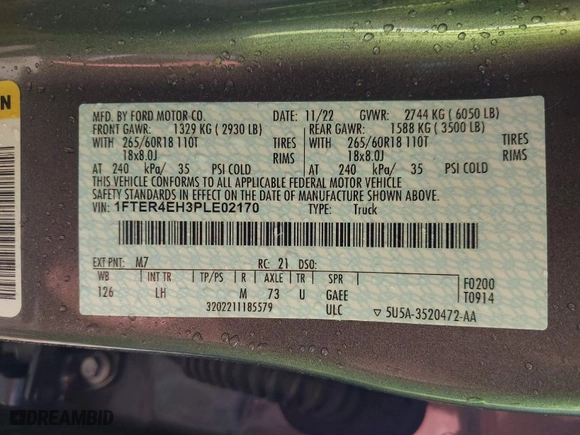 N
MFD. BY FORD MOTOR CO. DATE: 11/22 GVWR: 2744 KG ( 6050 LB)
FRONT GAWR: 1329 KG ( 2930 LB) REAR GAWR: 1588 KG ( 3500 LB)
WITH 265/60R18 110T TIRES WITH 265/60R18 110T TIRES
18x8.0J RIMS 18x8.0J RIMS
AT 240 kPa/ 35 PSI COLD AT 240 kPa/ 35 PSI COLD
THIS VEHICLE CONFORMS TO ALL APPLICABLE FEDERAL MOTOR VEHICLE
SAFETY STANDARDS IN EFFECT ON THE DATE OF MANUFACTURE SHOWN ABOVE.
VIN: 1FTER4EH3PLE02170 TYPE: Truck
EXT PNT: M7 RC: 21 DSO:
WB INT TR TP/PS R AXLE TR SPR F0200
126 LH M 73 U GAEE T0914
3202211185579 ULC 5U5A-3520472-AA
DREAMBID